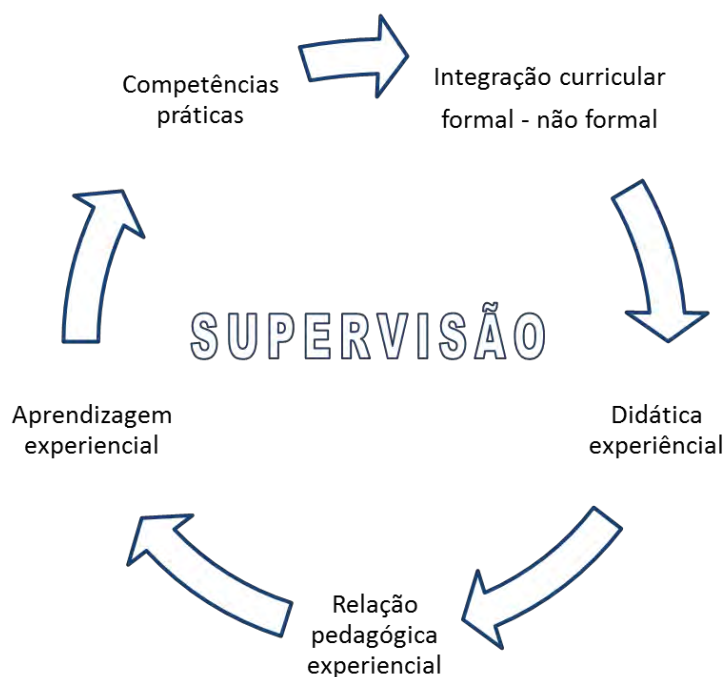 Competências
práticas
Integração curricular
formal - não formal
SUPERVISÃO
Aprendizagem
experiencial
Didática
experiêncial
Relação
pedagógica
experiencial